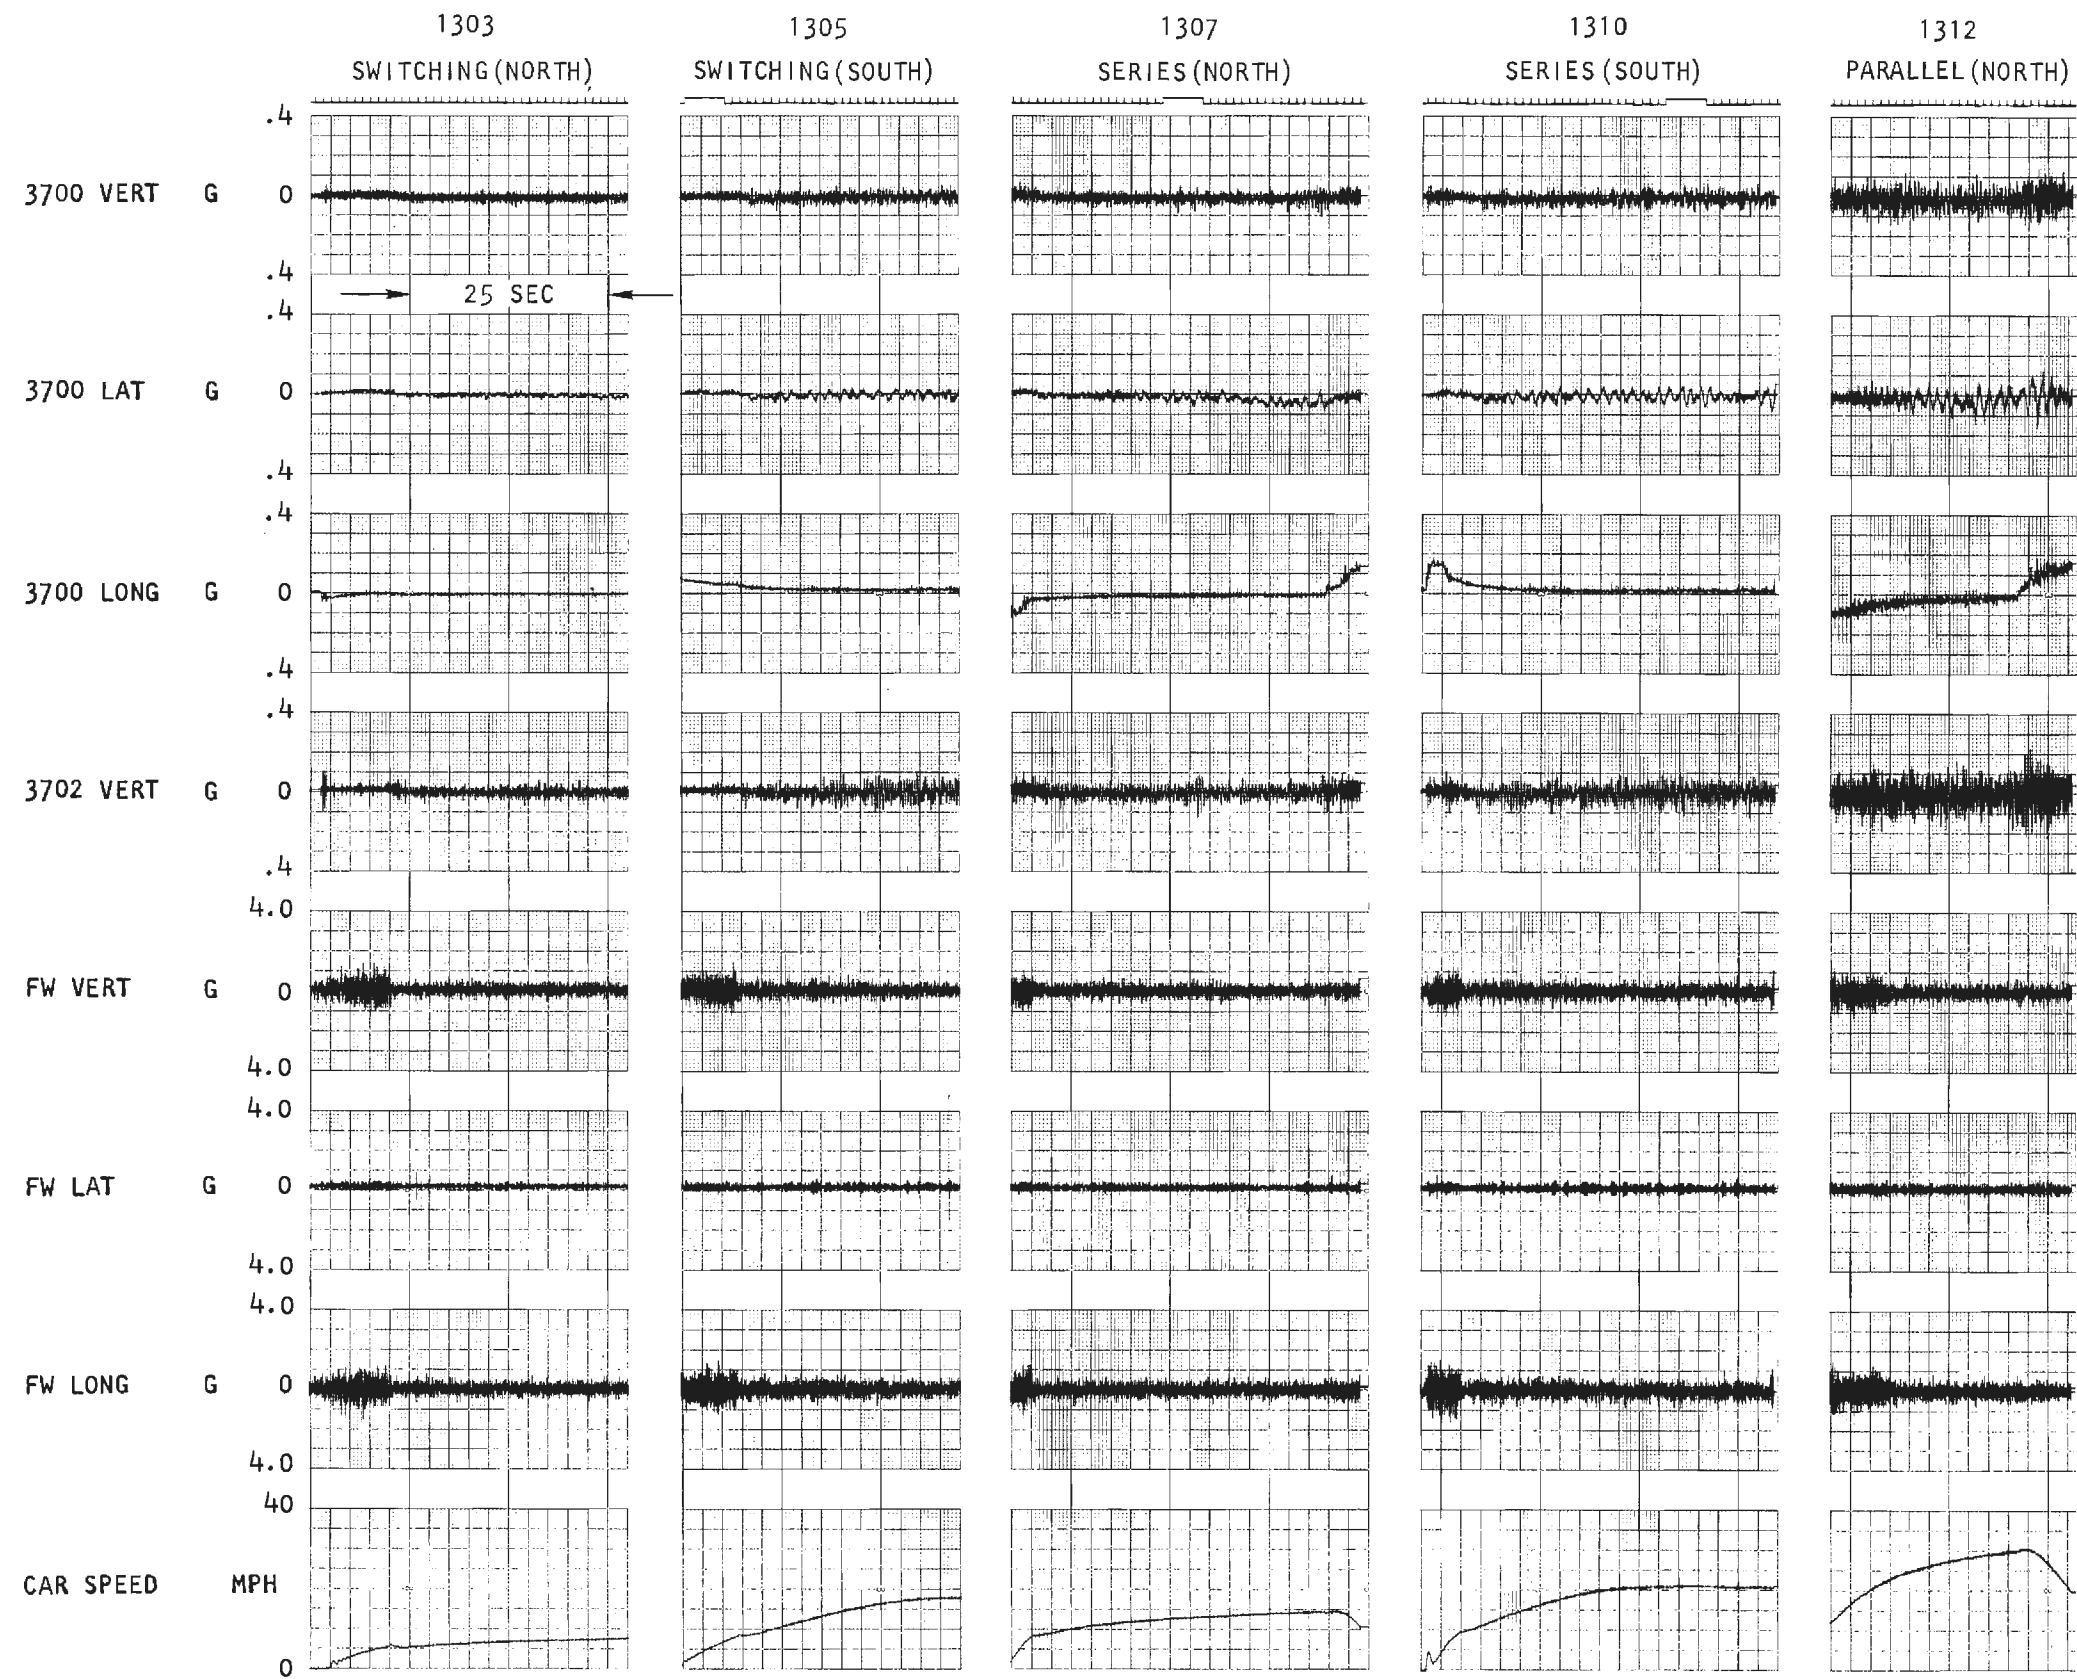 1303 1305 1307 1310 1312
SWITCHING(NORTH) SWITCHING(SOUTH) SERIES(NORTH) SERIES(SOUTH) PARALLEL(NORTH)
.4
3700 VERT G 0
.4
25 SEC
.4
3700 LAT G 0
.4
.4
3700 LONG G 0
.4
.4
3702 VERT G 0
.4
4.0
FW VERT G 0
4.0
4.0
FW LAT G 0
4.0
4.0
FW LONG G 0
4.0
40
CAR SPEED MPH
0